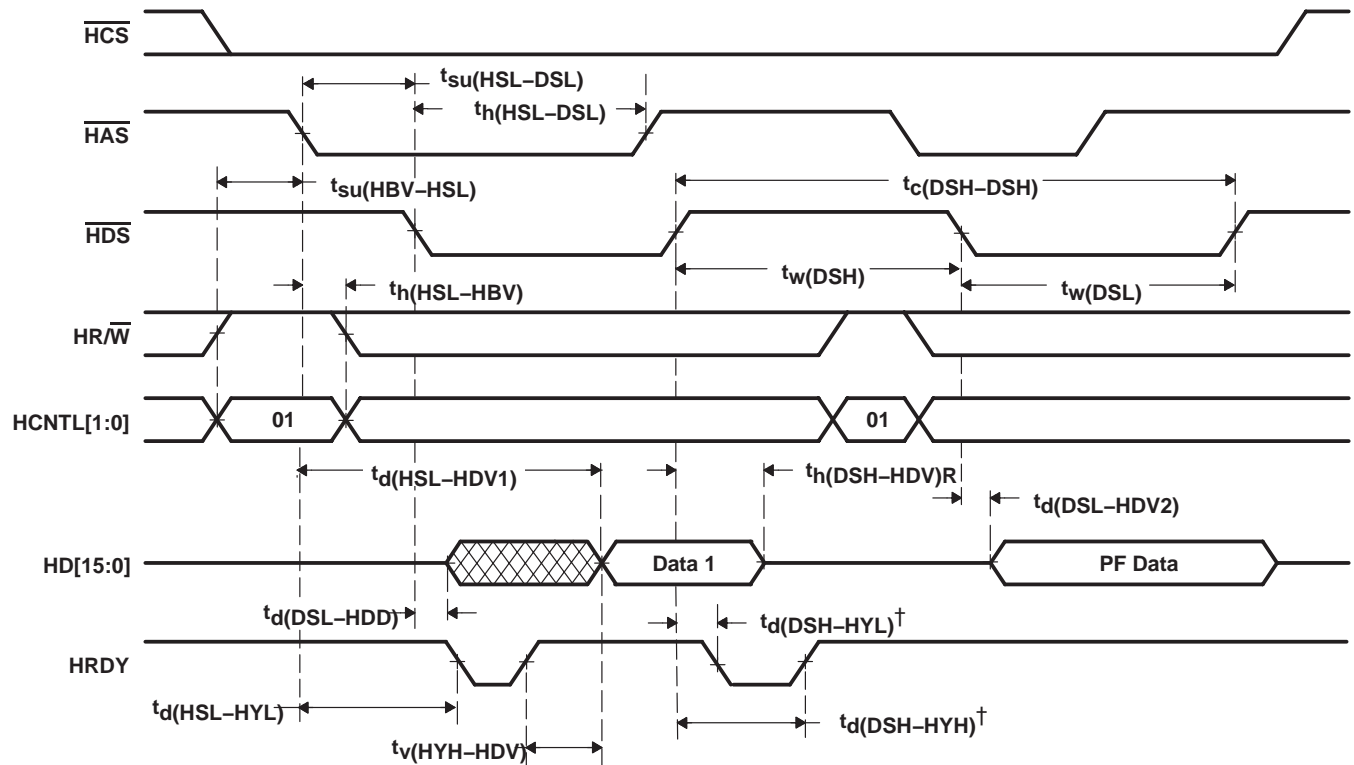 HCS
tsu(HSL–DSL)
th(HSL–DSL)
HAS
tsu(HBV–HSL)
tc(DSH–DSH)
HDS
tw(DSH)
th(HSL–HBV)
tw(DSL)
HR/W
HCNTL[1:0]
01
01
td(HSL–HDV1)
th(DSH–HDV)R
td(DSL–HDV2)
HD[15:0]
Data 1
PF Data
td(DSL–HDD)
td(DSH–HYL)†
HRDY
td(HSL–HYL)
td(DSH–HYH)†
tv(HYH–HDV)